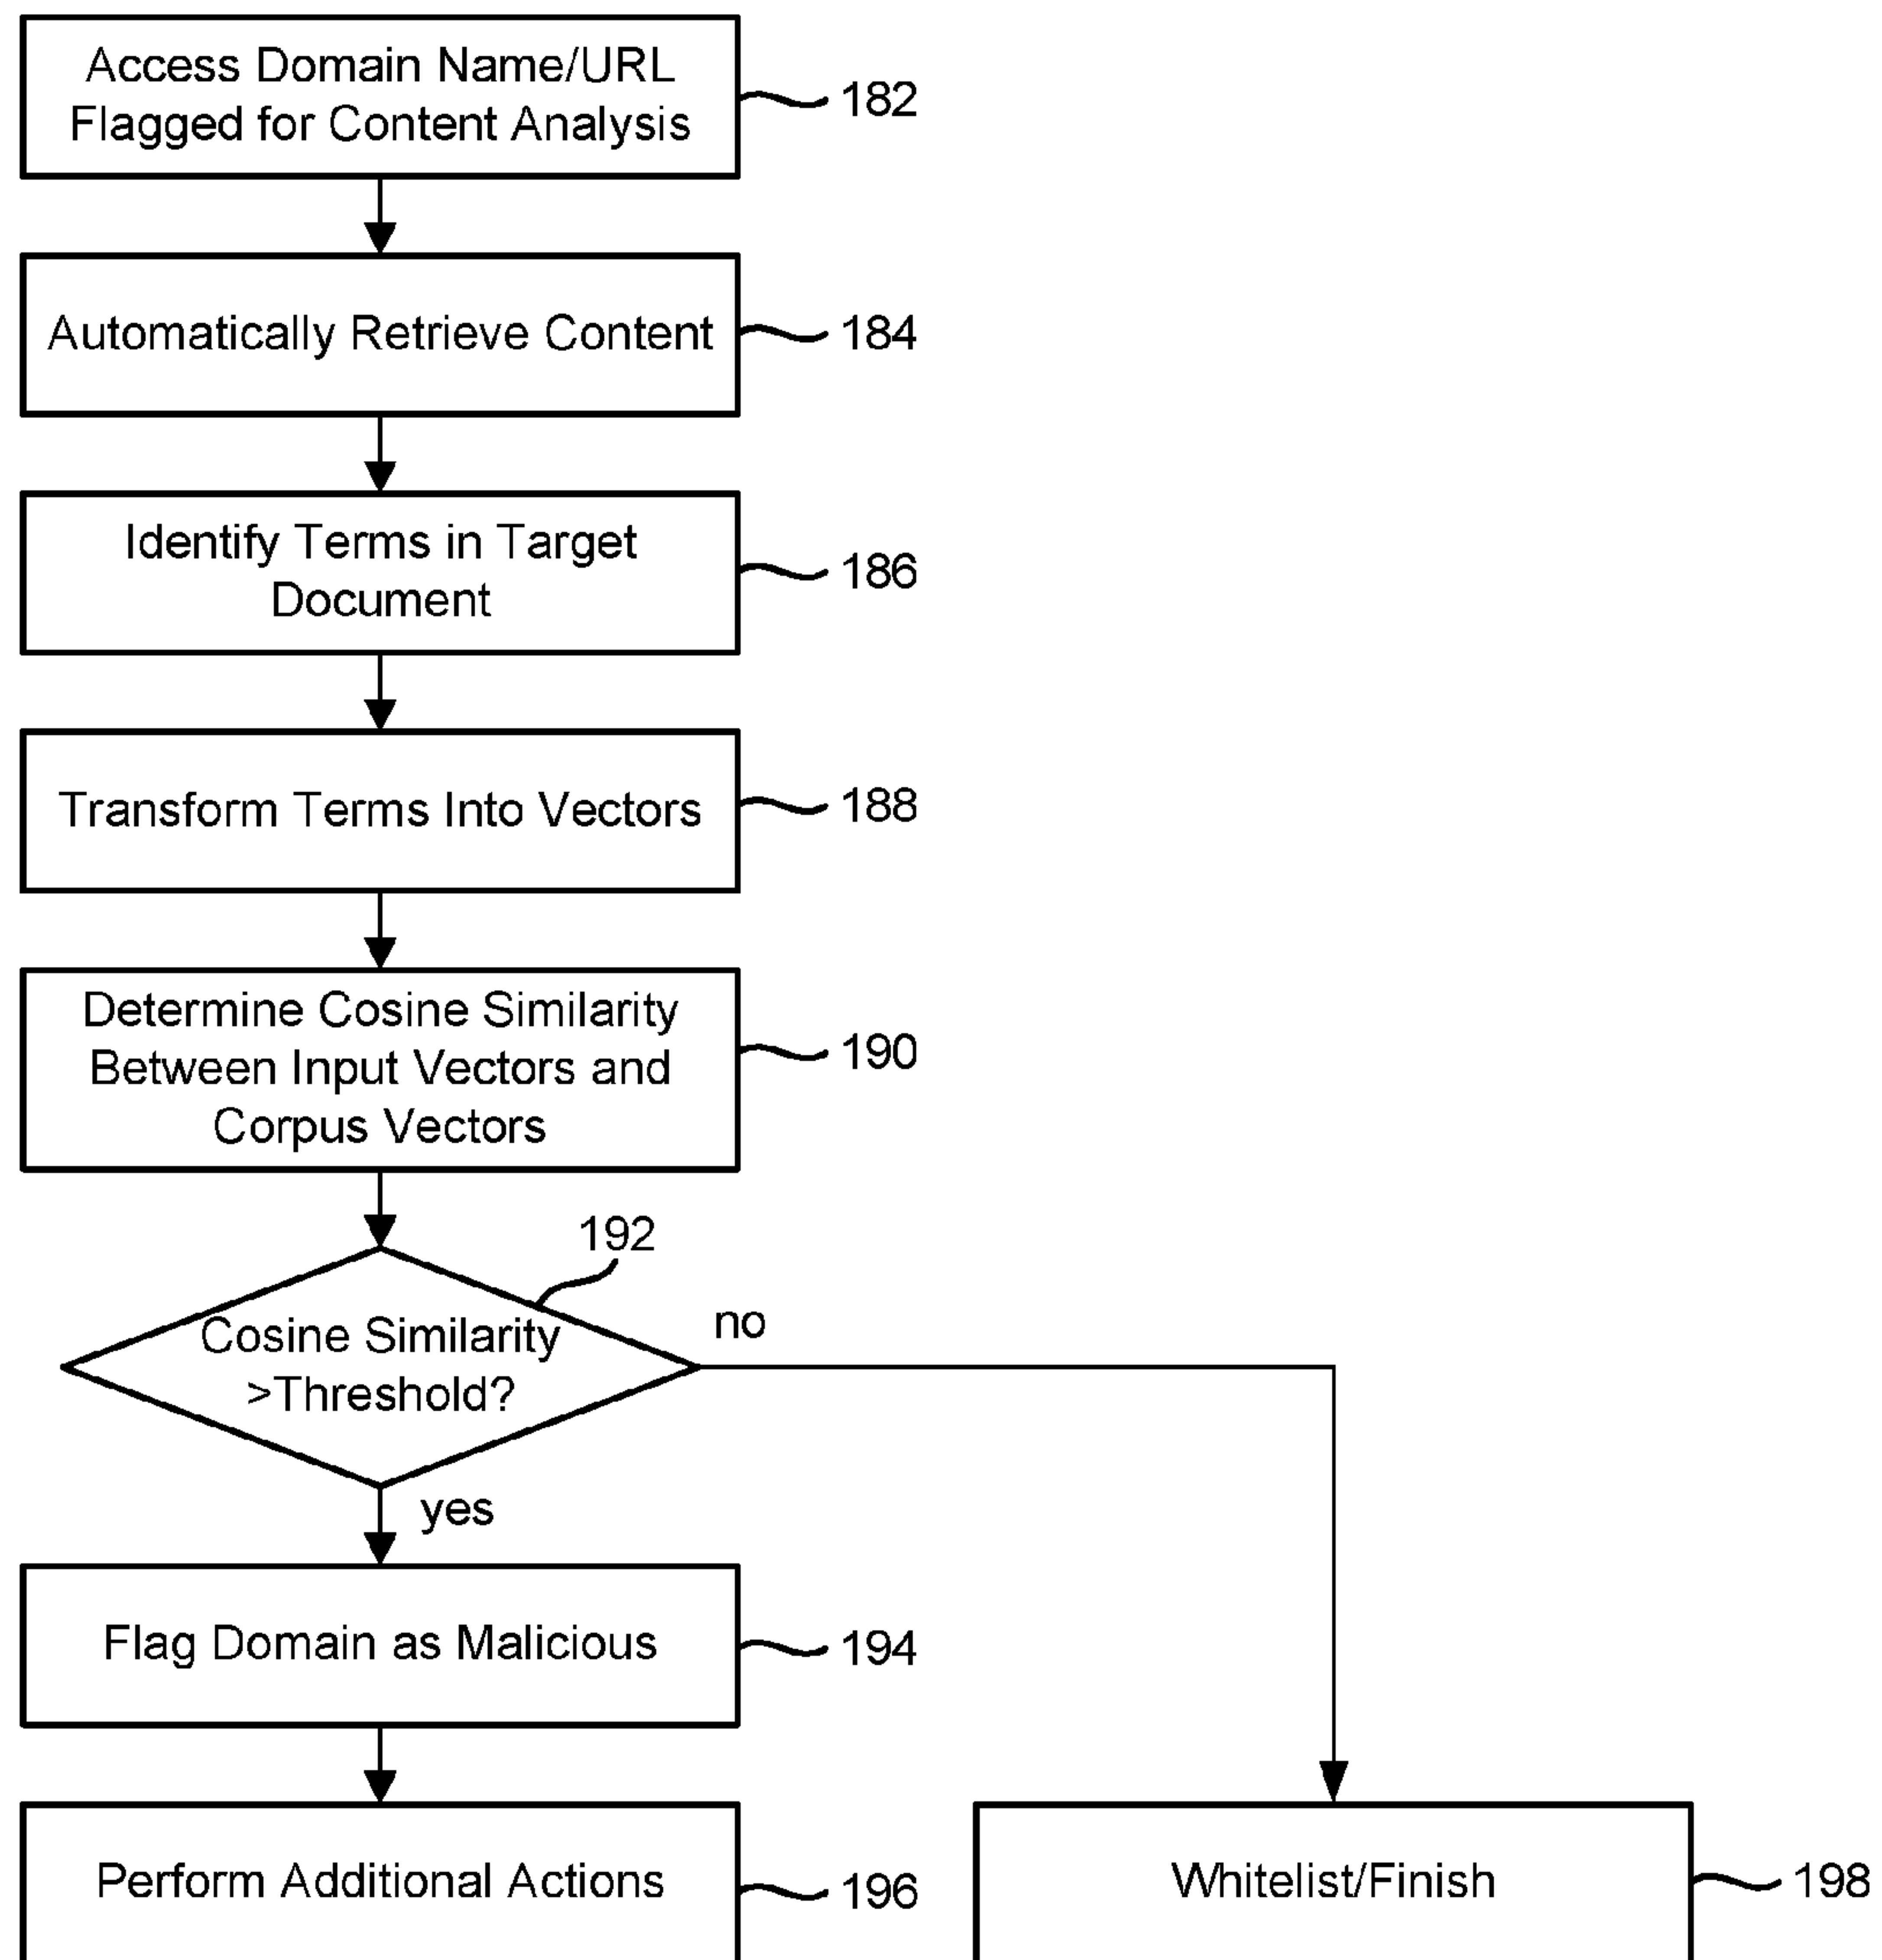 Access Domain Name/URL
Flagged for Content Analysis
182
Automatically Retrieve Content
184
Identify Terms in Target
Document
186
Transform Terms Into Vectors
188
Determine Cosine Similarity
Between Input Vectors and
Corpus Vectors
190
192
Cosine Similarity
>Threshold?
no
yes
Flag Domain as Malicious
194
Perform Additional Actions
196
Whitelist/Finish
198